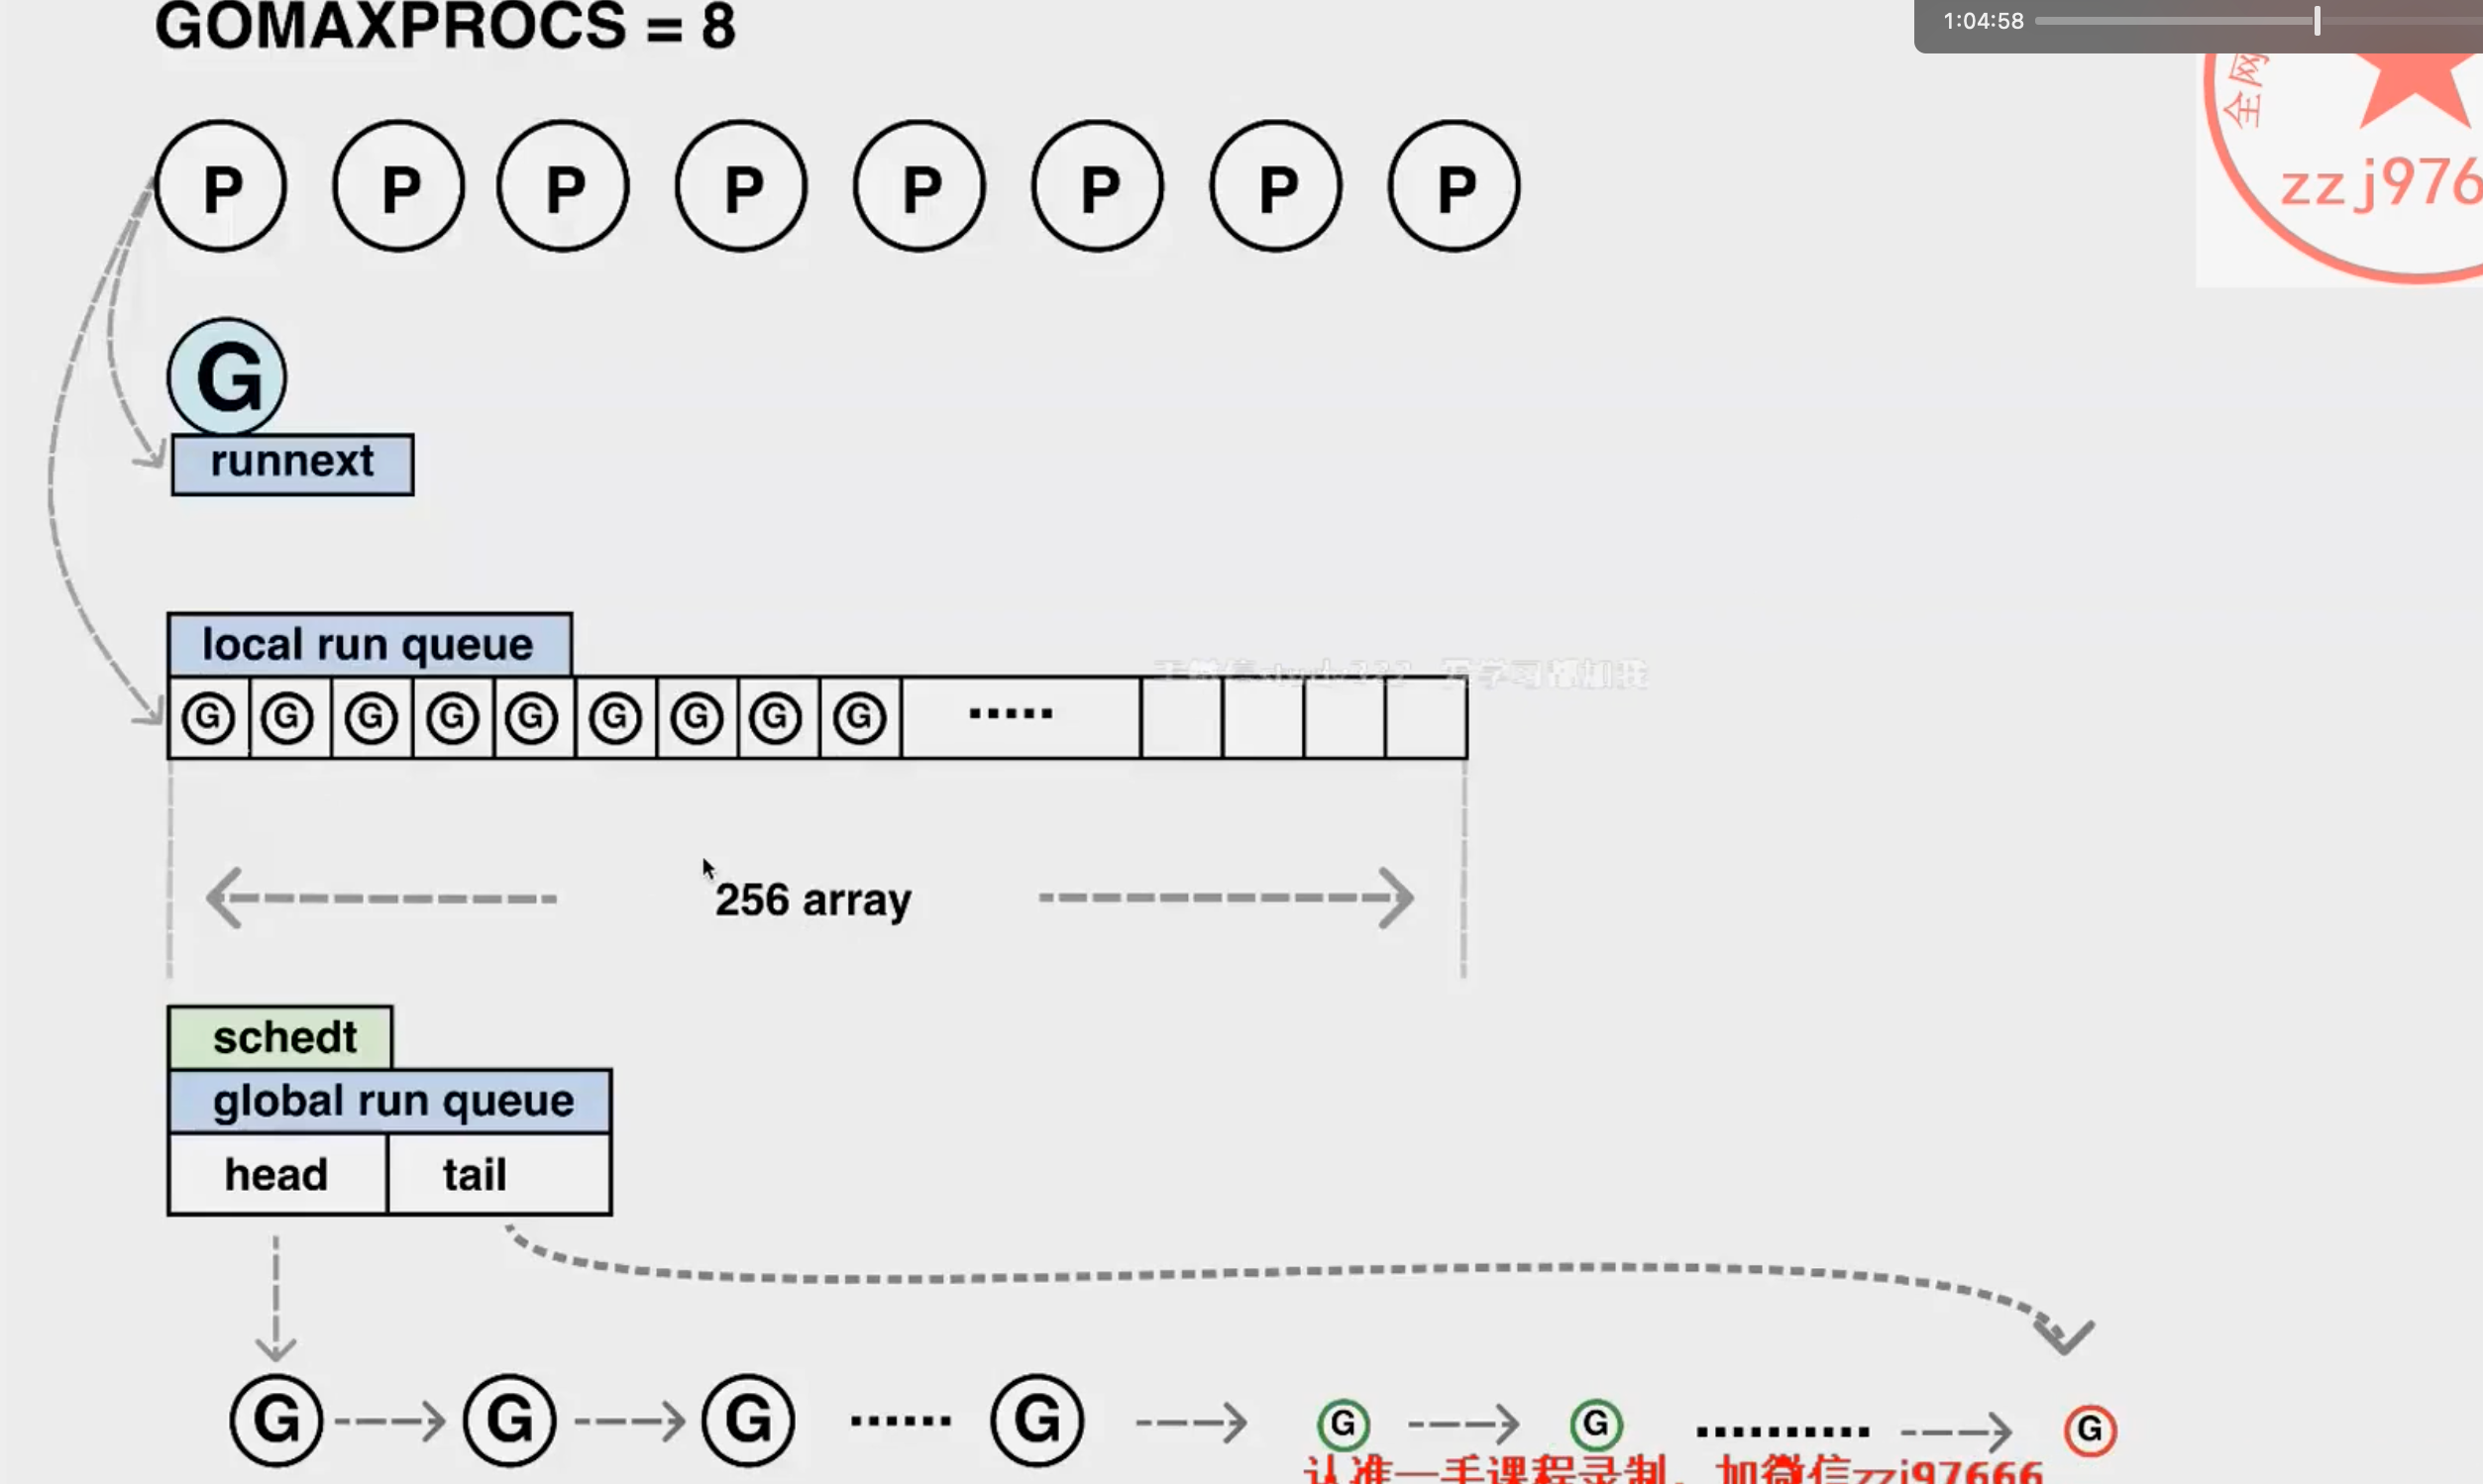 GOMAXPROCS = 8
1:04:58
全网
zzj976
P P P P P P P P
G
runnext
local run queue
G G G G G G G G G ·····
256 array
schedt
global run queue
head tail
G G G ······ G G G ·········· G
认准一手课程录制，加微信zzj97666